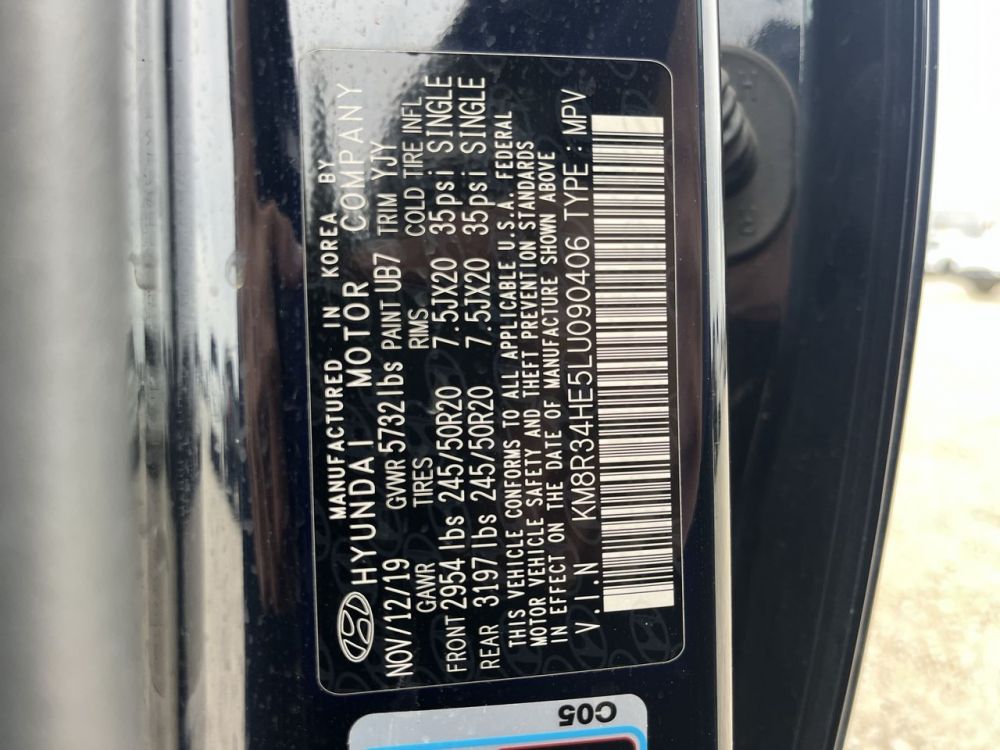 MANUFACTURED IN KOREA BY
HYUNDAI MOTOR COMPANY
NOV/12/19 GVWR 5732 lbs PAINT UB7 TRIM YJY
GAWR TIRES RIMS COLD TIRE INFL
FRONT 2954 lbs 245/50R20 7.5JX20 35psi SINGLE
REAR 3197 lbs 245/50R20 7.5JX20 35psi SINGLE
THIS VEHICLE CONFORMS TO ALL APPLICABLE U.S.A. FEDERAL
MOTOR VEHICLE SAFETY AND THEFT PREVENTION STANDARDS
IN EFFECT ON THE DATE OF MANUFACTURE SHOWN ABOVE
V.I.N KM8R34HE5LU090406 TYPE : MPV
C05